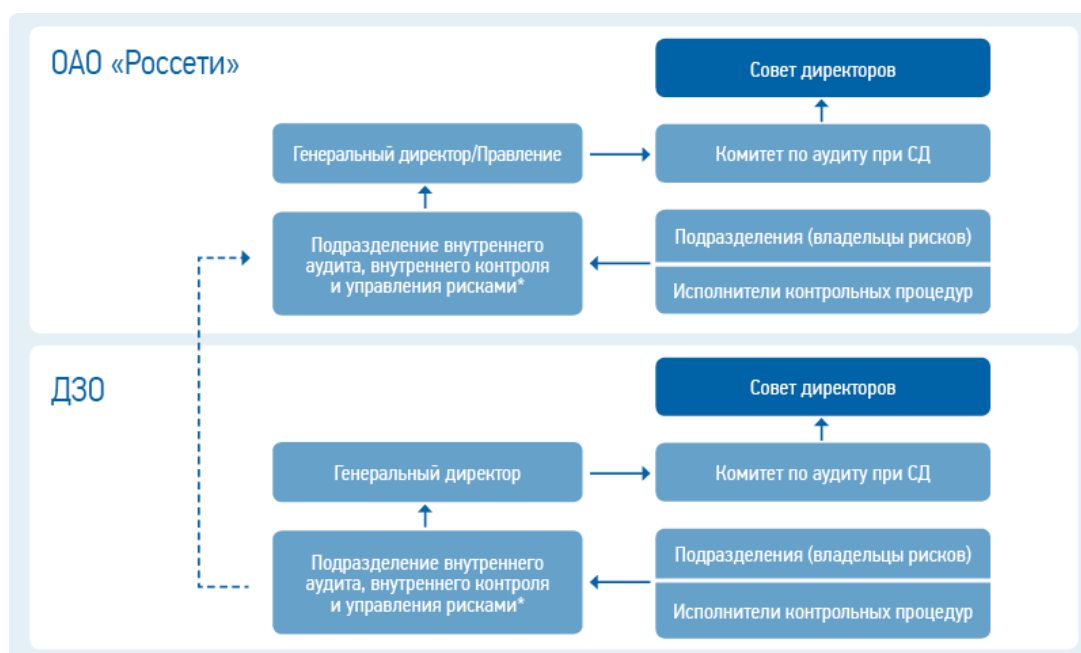 ОАО «Россети»
Совет директоров
Генеральный директор/Правление
Комитет по аудиту при СД
Подразделение внутреннего
аудита, внутреннего контроля
и управления рисками*
Подразделения (владельцы рисков)
Исполнители контрольных процедур
ДЗО
Совет директоров
Генеральный директор
Комитет по аудиту при СД
Подразделение внутреннего
аудита, внутреннего контроля
и управления рисками*
Подразделения (владельцы рисков)
Исполнители контрольных процедур